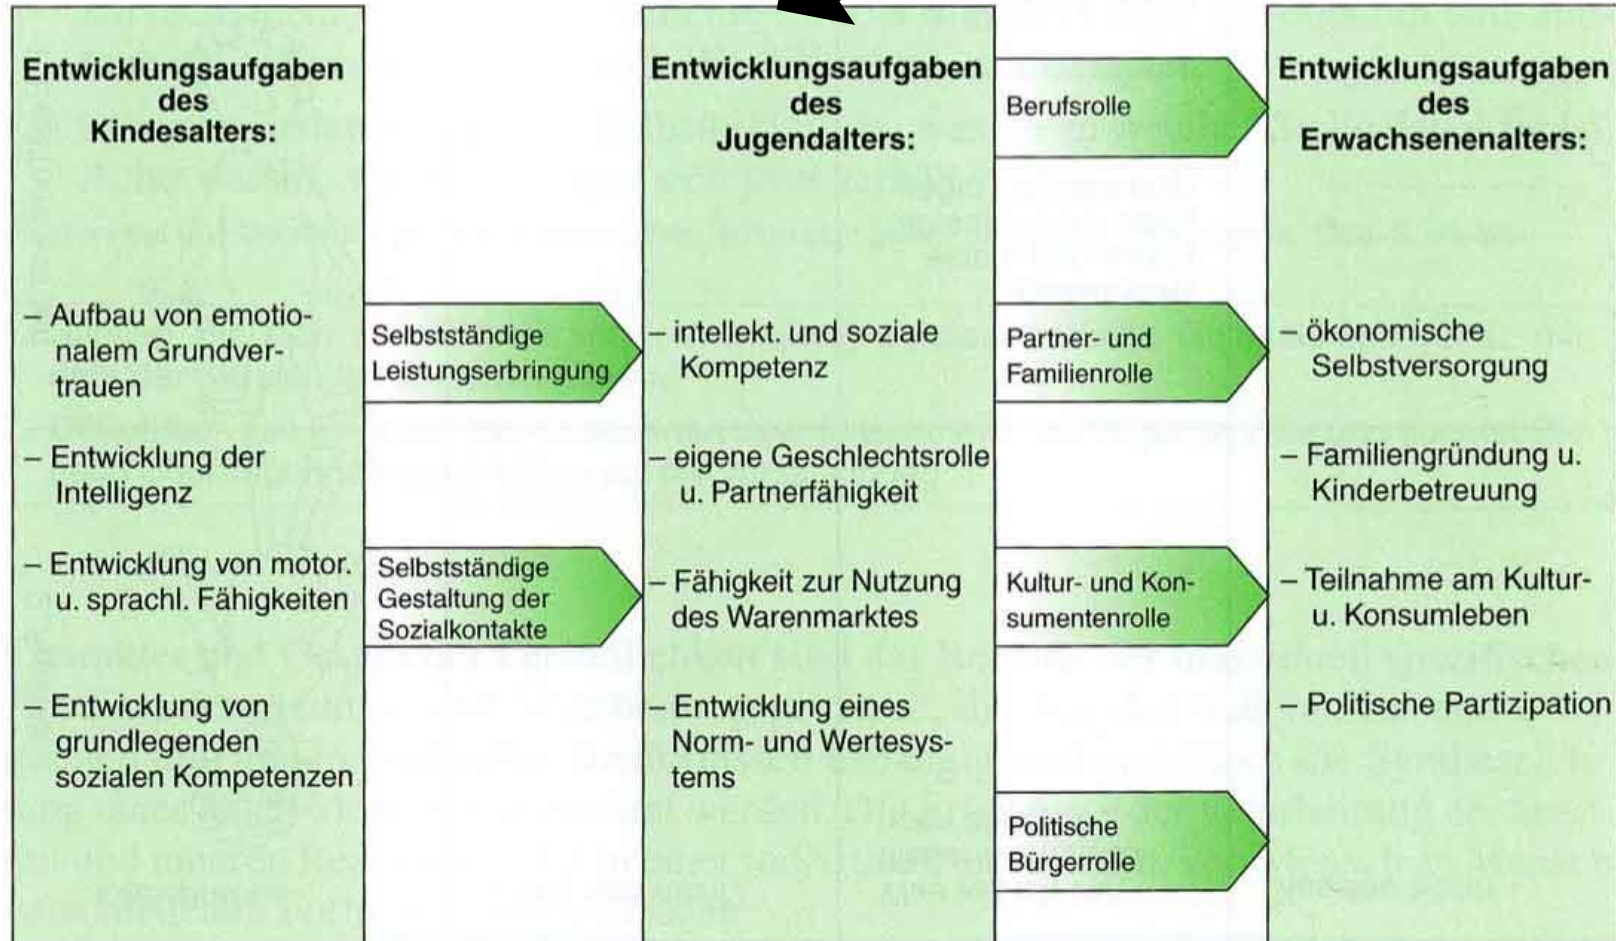 Entwicklungsaufgaben
des
Kindesalters:
– Aufbau von emotio-
nalem Grundver-
trauen
– Entwicklung der
Intelligenz
– Entwicklung von motor.
u. sprachl. Fähigkeiten
– Entwicklung von
grundlegenden
sozialen Kompetenzen
Selbstständige
Leistungserbringung
Selbstständige
Gestaltung der
Sozialkontakte
Entwicklungsaufgaben
des
Jugendalters:
– intellekt. und soziale
Kompetenz
– eigene Geschlechtsrolle
u. Partnerfähigkeit
– Fähigkeit zur Nutzung
des Warenmarktes
– Entwicklung eines
Norm- und Wertesys-
tems
Berufsrolle
Partner- und
Familienrolle
Kultur- und Kon-
sumentenrolle
Politische
Bürgerrolle
Entwicklungsaufgaben
des
Erwachsenenalters:
– ökonomische
Selbstversorgung
– Familiengründung u.
Kinderbetreuung
– Teilnahme am Kultur-
u. Konsumleben
– Politische Partizipation